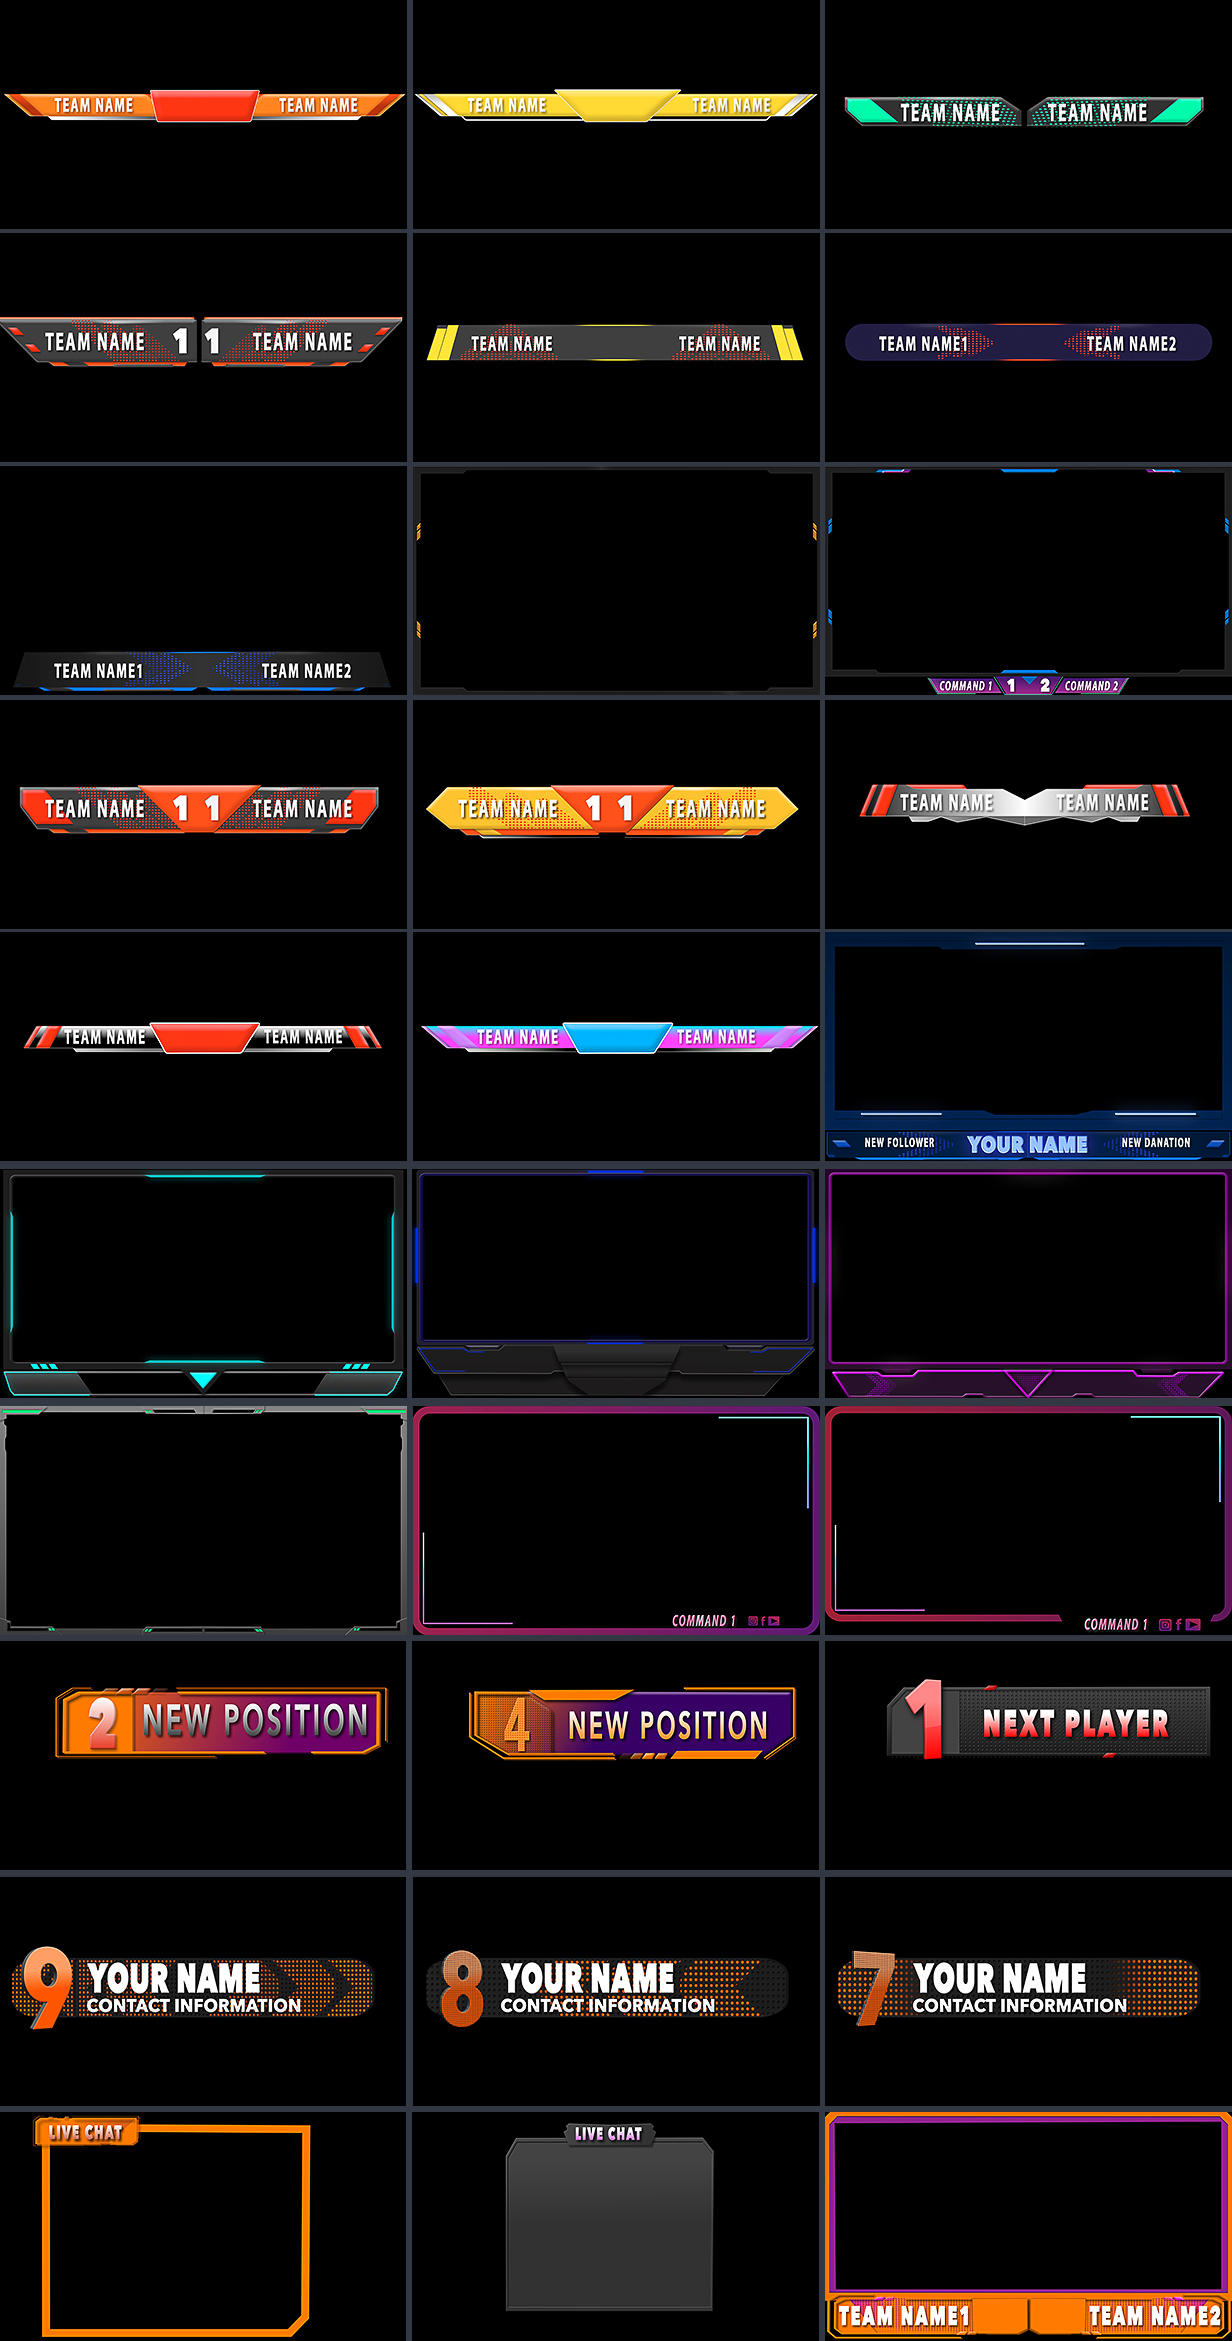 TEAM NAME TEAM NAME
TEAM NAME TEAM NAME
TEAM NAME TEAM NAME
TEAM NAME 1 1 TEAM NAME
TEAM NAME TEAM NAME
TEAM NAME1 TEAM NAME2
TEAM NAME1 TEAM NAME2
COMMAND 1 1 2 COMMAND 2
TEAM NAME 1 1 TEAM NAME
TEAM NAME 1 1 TEAM NAME
TEAM NAME TEAM NAME
TEAM NAME TEAM NAME
TEAM NAME TEAM NAME
NEW FOLLOWER YOUR NAME NEW DANATION
COMMAND 1
COMMAND 1
2 NEW POSITION
4 NEW POSITION
1 NEXT PLAYER
9 YOUR NAME
CONTACT INFORMATION
8 YOUR NAME
CONTACT INFORMATION
7 YOUR NAME
CONTACT INFORMATION
LIVE CHAT
LIVE CHAT
TEAM NAME1 TEAM NAME2